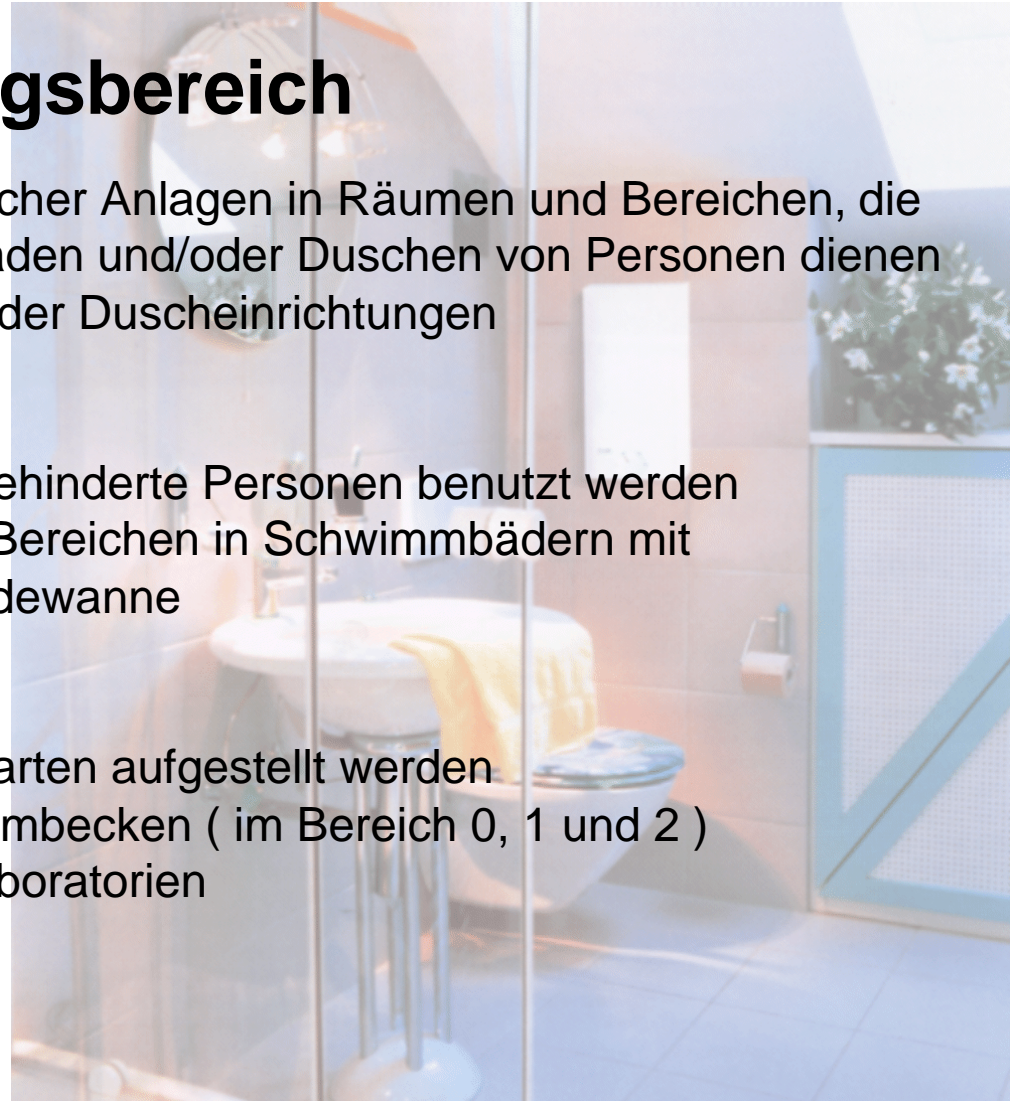 gsbereich
cher Anlagen in Räumen und Bereichen, die
aden und/oder Duschen von Personen dienen
der Duscheinrichtungen
ehinderte Personen benutzt werden
Bereichen in Schwimmbädern mit
dewanne
arten aufgestellt werden
mbecken ( im Bereich 0, 1 und 2 )
boratorien